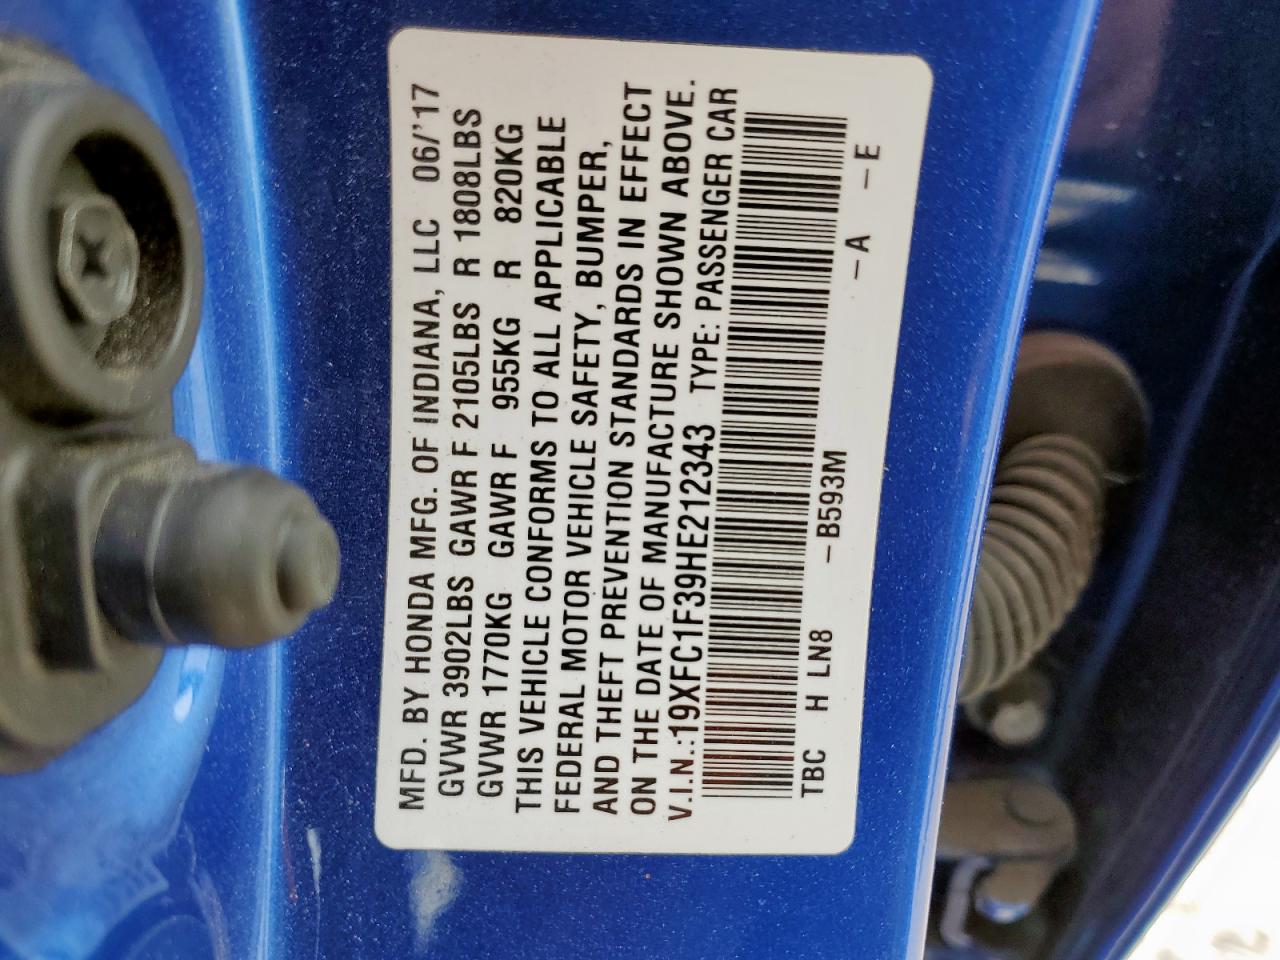 MFD. BY HONDA MFG. OF INDIANA, LLC 06/'17
GVWR 3902LBS GAWR F 2105LBS R 1808LBS
GVWR 1770KG GAWR F 955KG R 820KG
THIS VEHICLE CONFORMS TO ALL APPLICABLE
FEDERAL MOTOR VEHICLE SAFETY, BUMPER,
AND THEFT PREVENTION STANDARDS IN EFFECT
ON THE DATE OF MANUFACTURE SHOWN ABOVE.
V.I.N.:19XFC1F39HE212343 TYPE: PASSENGER CAR
TBC H LN8 -B593M -A -E